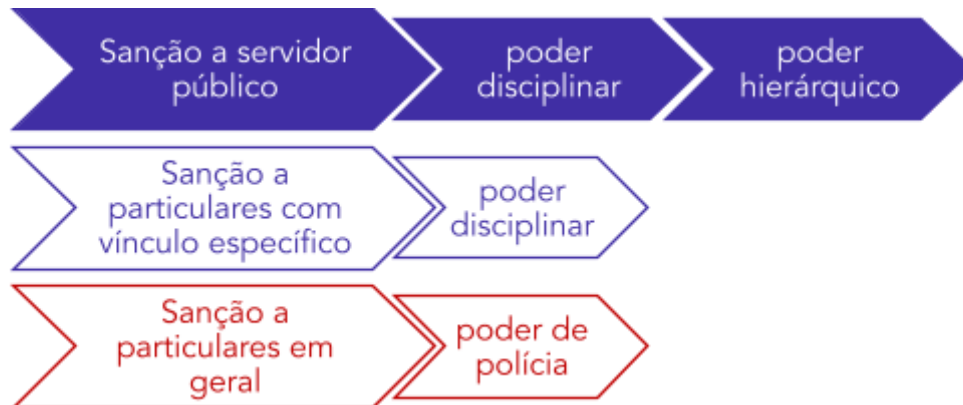 Sanção a servidor
público
poder
disciplinar
poder
hierárquico
Sanção a
particulares com
vínculo específico
poder
disciplinar
Sanção a
particulares em
geral
poder de
polícia